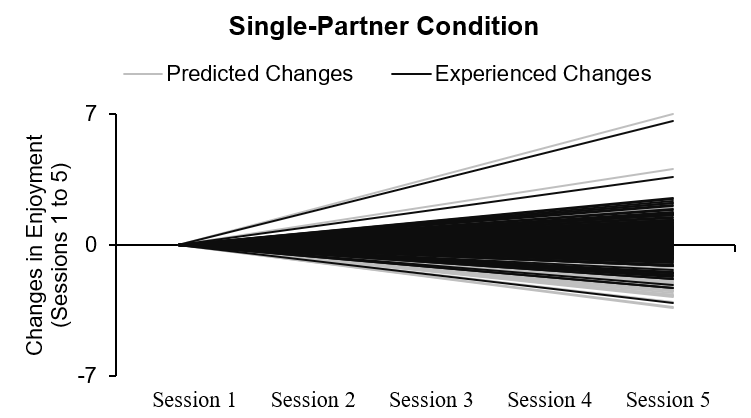 Single-Partner Condition
Predicted Changes
Experienced Changes
7
0
-7
Changes in Enjoyment
(Sessions 1 to 5)
Session 1
Session 2
Session 3
Session 4
Session 5